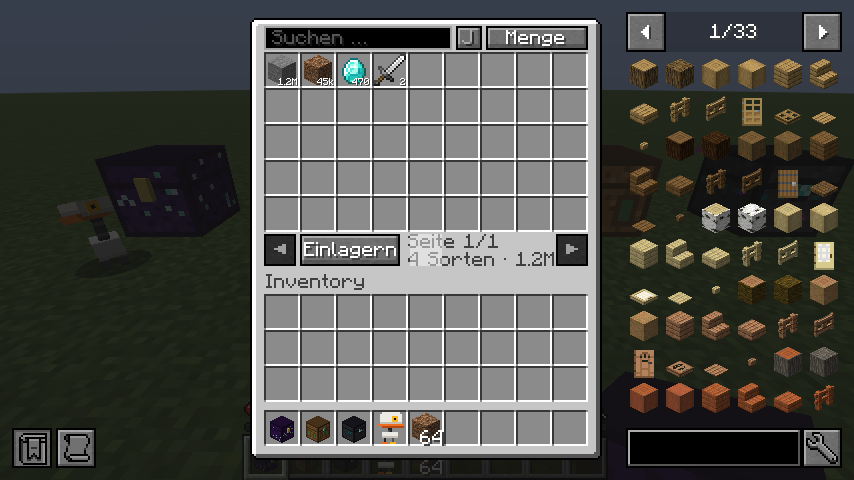 Suchen ...
J
Menge
1/33
1.2M
45k
470
2
Einlagern
Seite 1/1
4 Sorten · 1.2M
Inventory
64
64